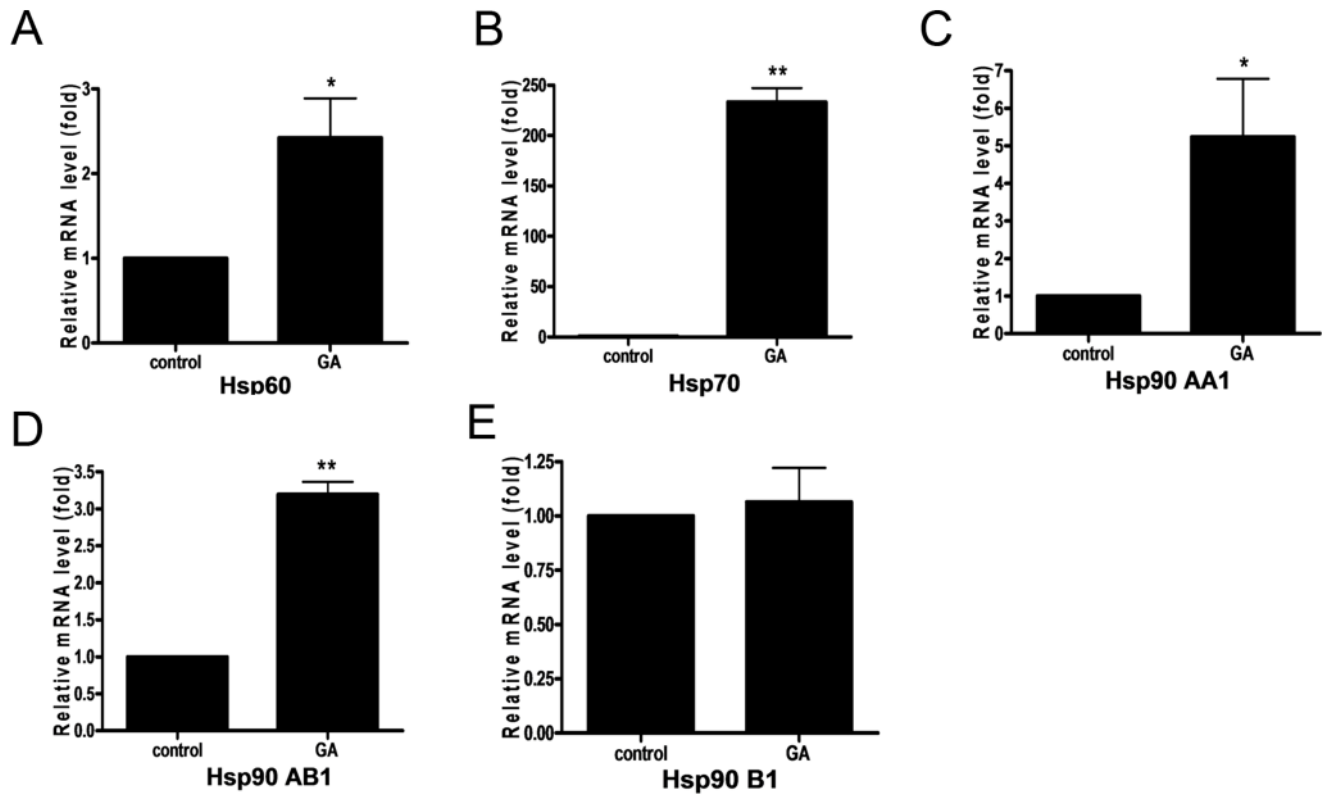 A
Relative mRNA level (fold)
3
2
1
0
*
control
GA
Hsp60
B
Relative mRNA level (fold)
250
200
150
100
50
0
**
control
GA
Hsp70
C
Relative mRNA level (fold)
7
6
5
4
3
2
1
0
*
control
GA
Hsp90 AA1
D
Relative mRNA level (fold)
3.5
3.0
2.5
2.0
1.5
1.0
0.5
0.0
**
control
GA
Hsp90 AB1
E
Relative mRNA level (fold)
1.25
1.00
0.75
0.50
0.25
0.00
control
GA
Hsp90 B1